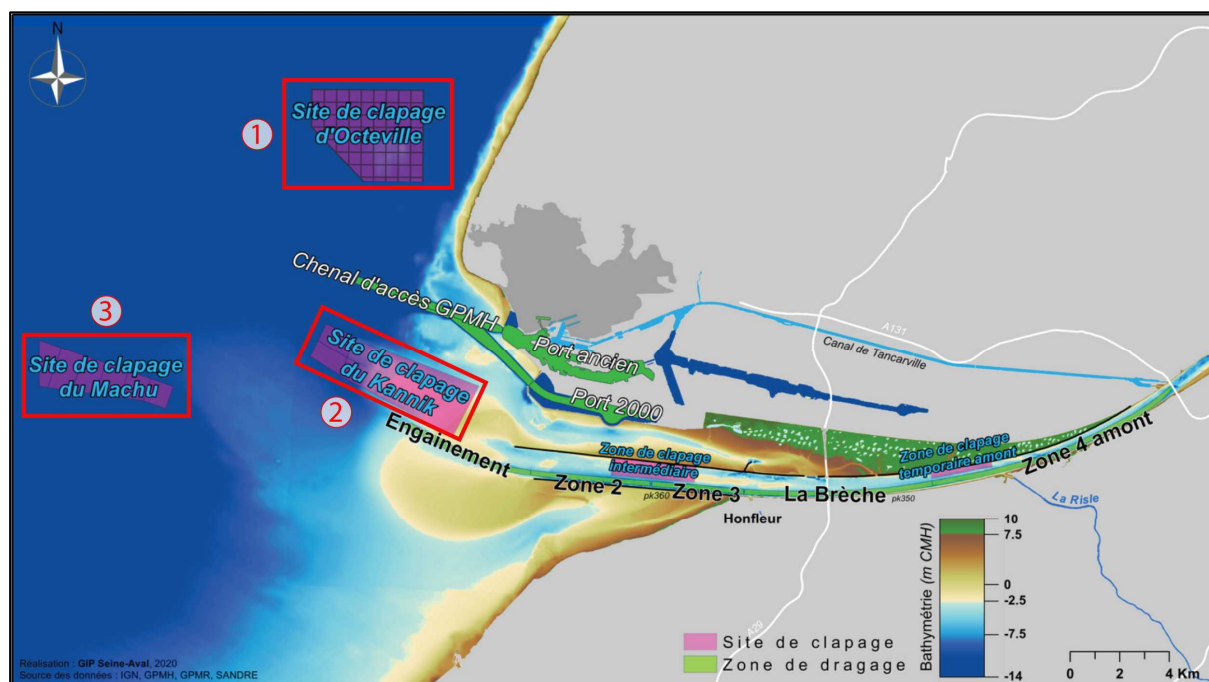 N
1
Site de clapage
d'Octeville
Chenal d'accès GPMH
3
Site de clapage
du Machu
Site de clapage
du Kannik
2
Port ancien
Port 2000
A131
Canal de Tancarville
Engainement
Zone de clapage
intermédiaire
Zone de clapage
temporaire amont
Zone 4 amont
Zone 2
pk360
Zone 3
La Brèche
pk350
Honfleur
La Risle
A29
Bathymétrie (m CMH)
10
7.5
0
-2.5
-7.5
-14
Site de clapage
Zone de dragage
0 2 4 Km
Réalisation : GIP Seine-Aval, 2020
Source des données : IGN, GPMH, GPMR, SANDRE